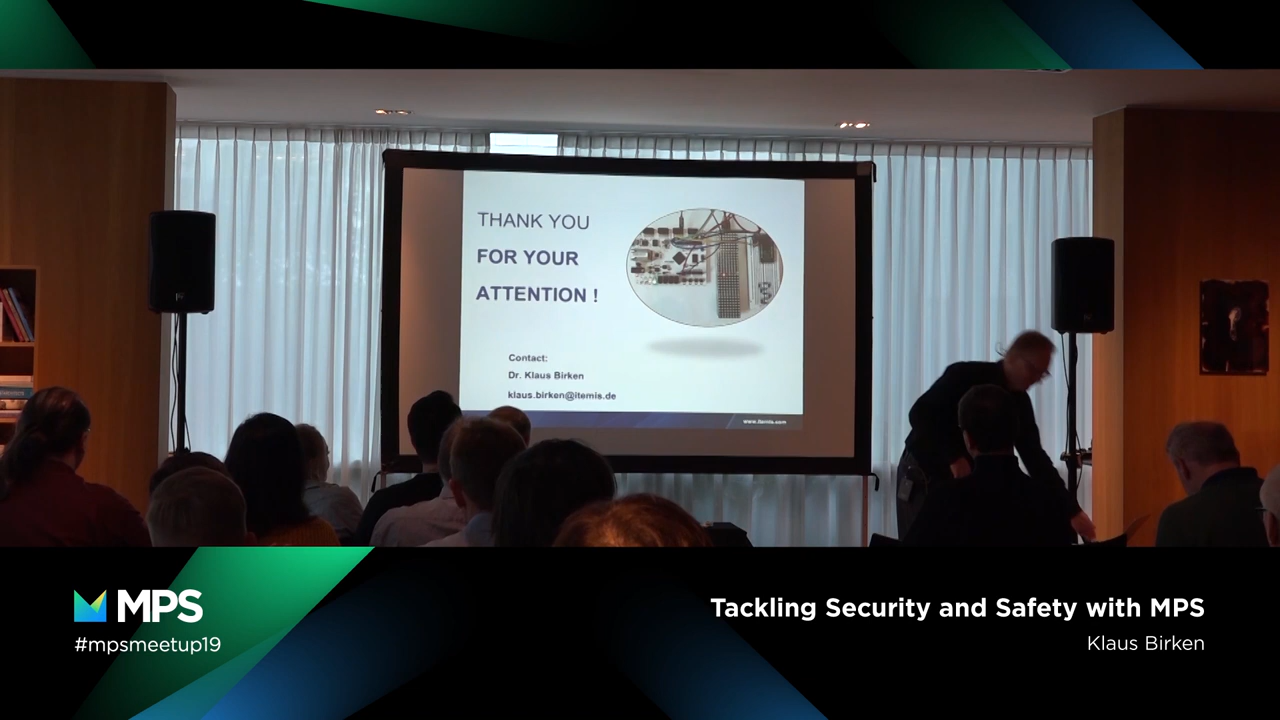 THANK YOU
FOR YOUR
ATTENTION !
Contact:
Dr. Klaus Birken
klaus.birken@itemis.de
www.itemis.com
MPS
#mpsmeetup19
Tackling Security and Safety with MPS
Klaus Birken